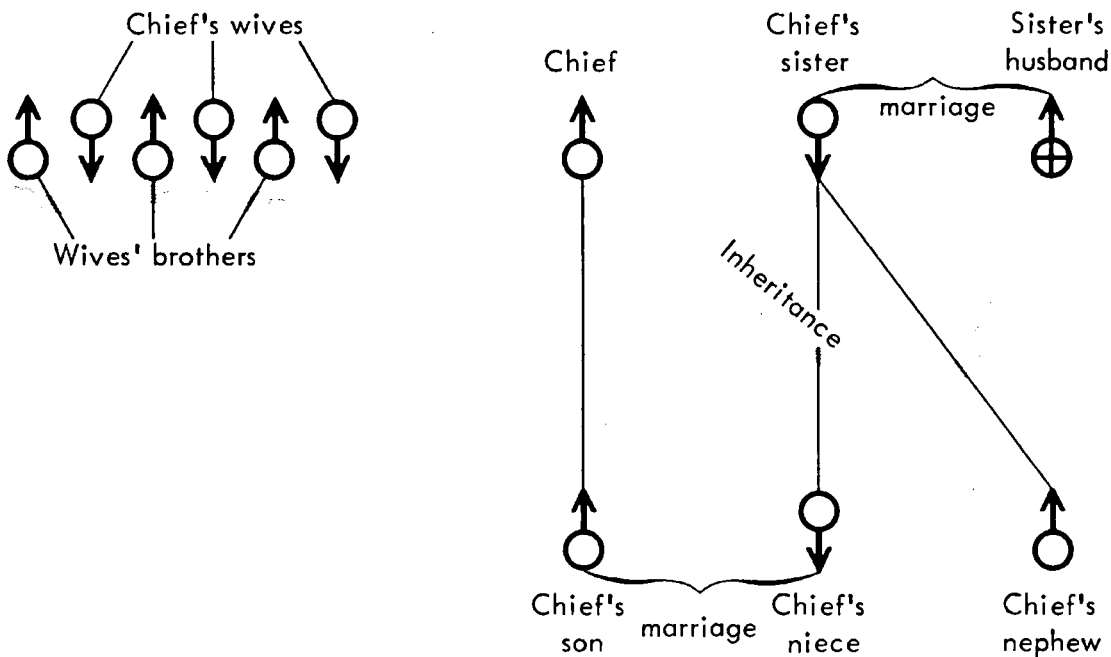 Chief's wives
Wives' brothers
Chief
Chief's
sister
Sister's
husband
marriage
Inheritance
Chief's
son
marriage
Chief's
niece
Chief's
nephew